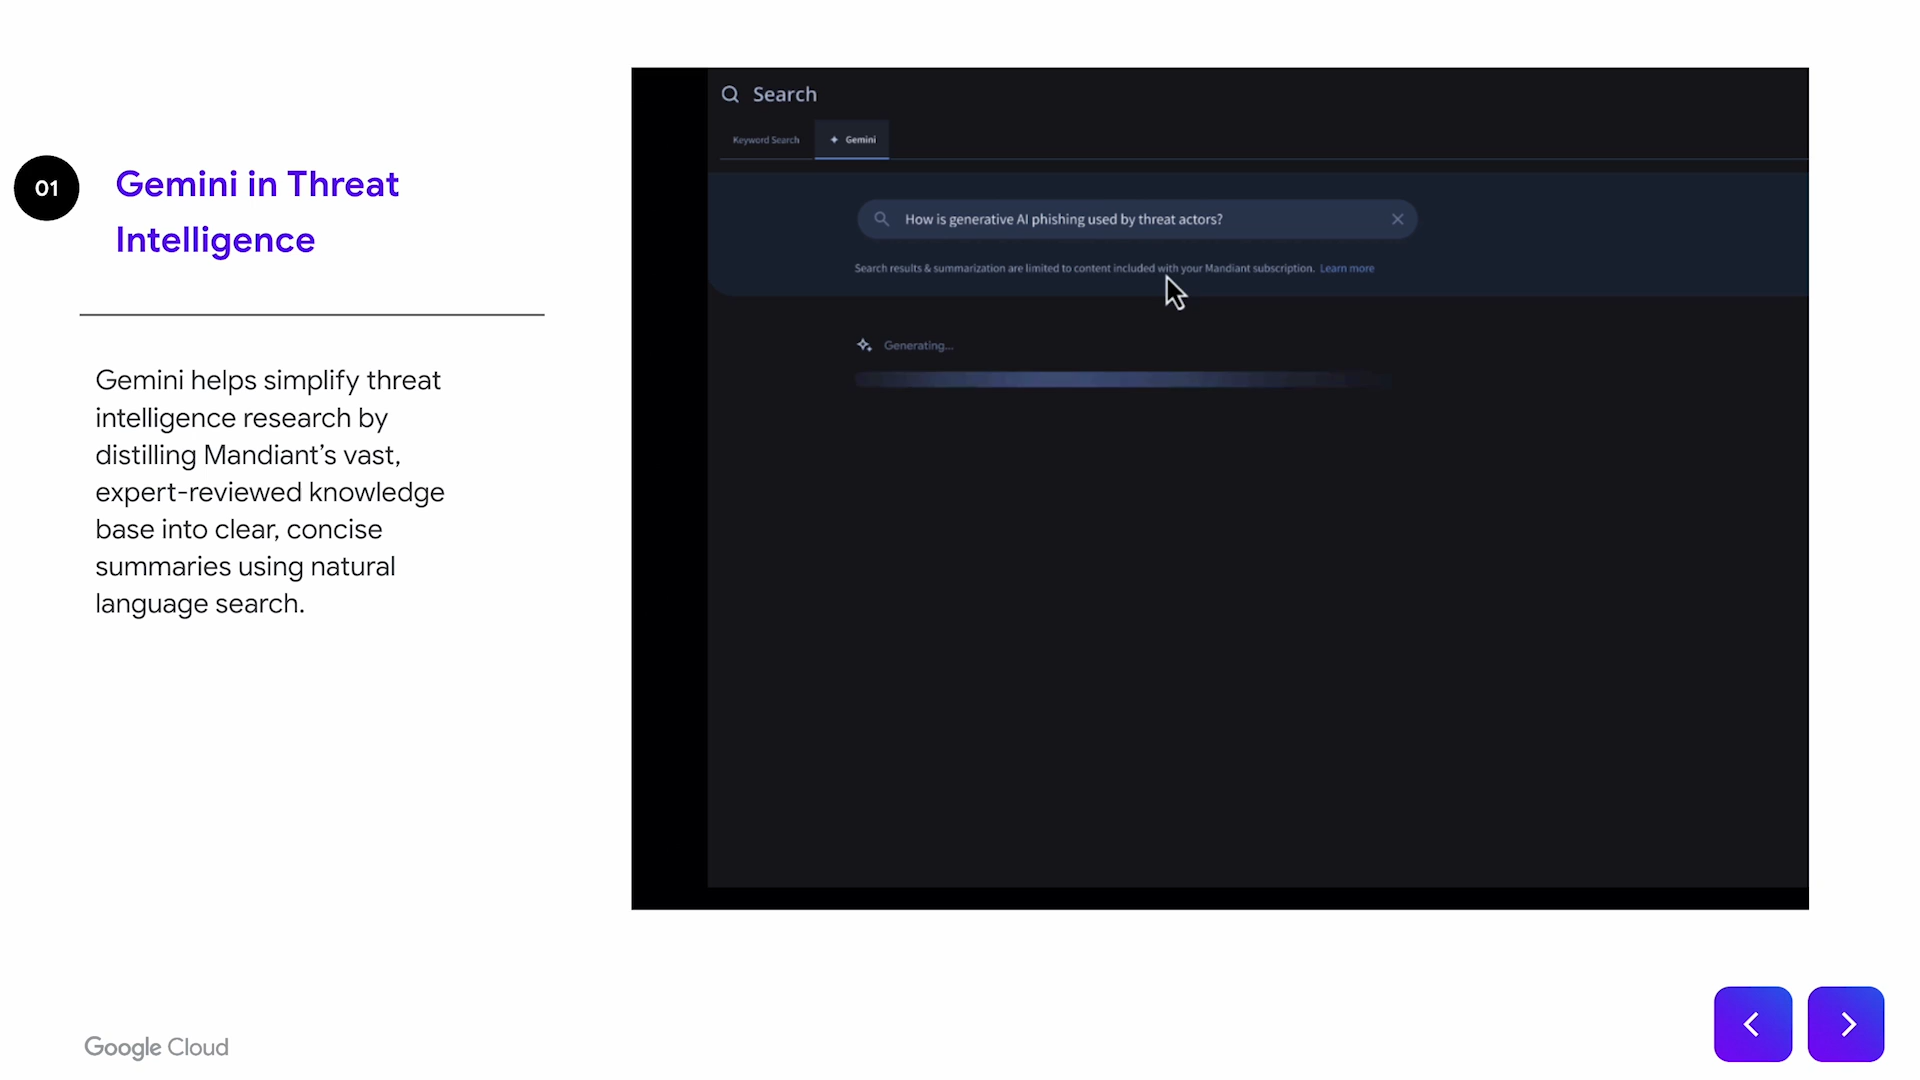 01
Gemini in Threat
Intelligence
Gemini helps simplify threat
intelligence research by
distilling Mandiant’s vast,
expert-reviewed knowledge
base into clear, concise
summaries using natural
language search.
Search
Keyword Search
Gemini
How is generative AI phishing used by threat actors?
Search results & summarization are limited to content included with your Mandiant subscription. Learn more
Generating...
Google Cloud